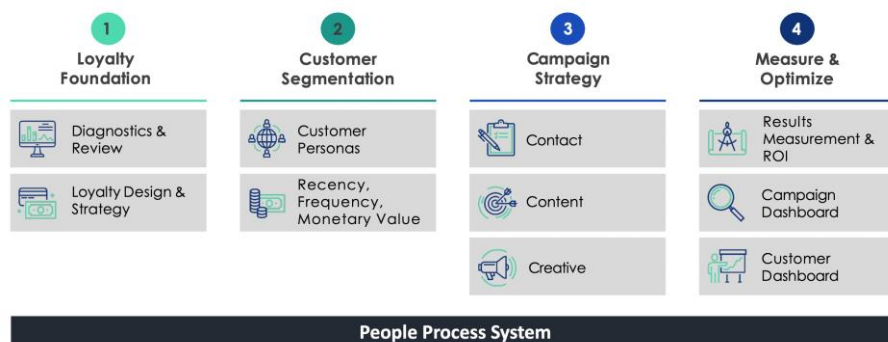 1
Loyalty
Foundation
Diagnostics &
Review
Loyalty Design &
Strategy
2
Customer
Segmentation
Customer
Personas
Recency,
Frequency,
Monetary Value
3
Campaign
Strategy
Contact
Content
Creative
4
Measure &
Optimize
Results
Measurement &
ROI
Campaign
Dashboard
Customer
Dashboard
People Process System